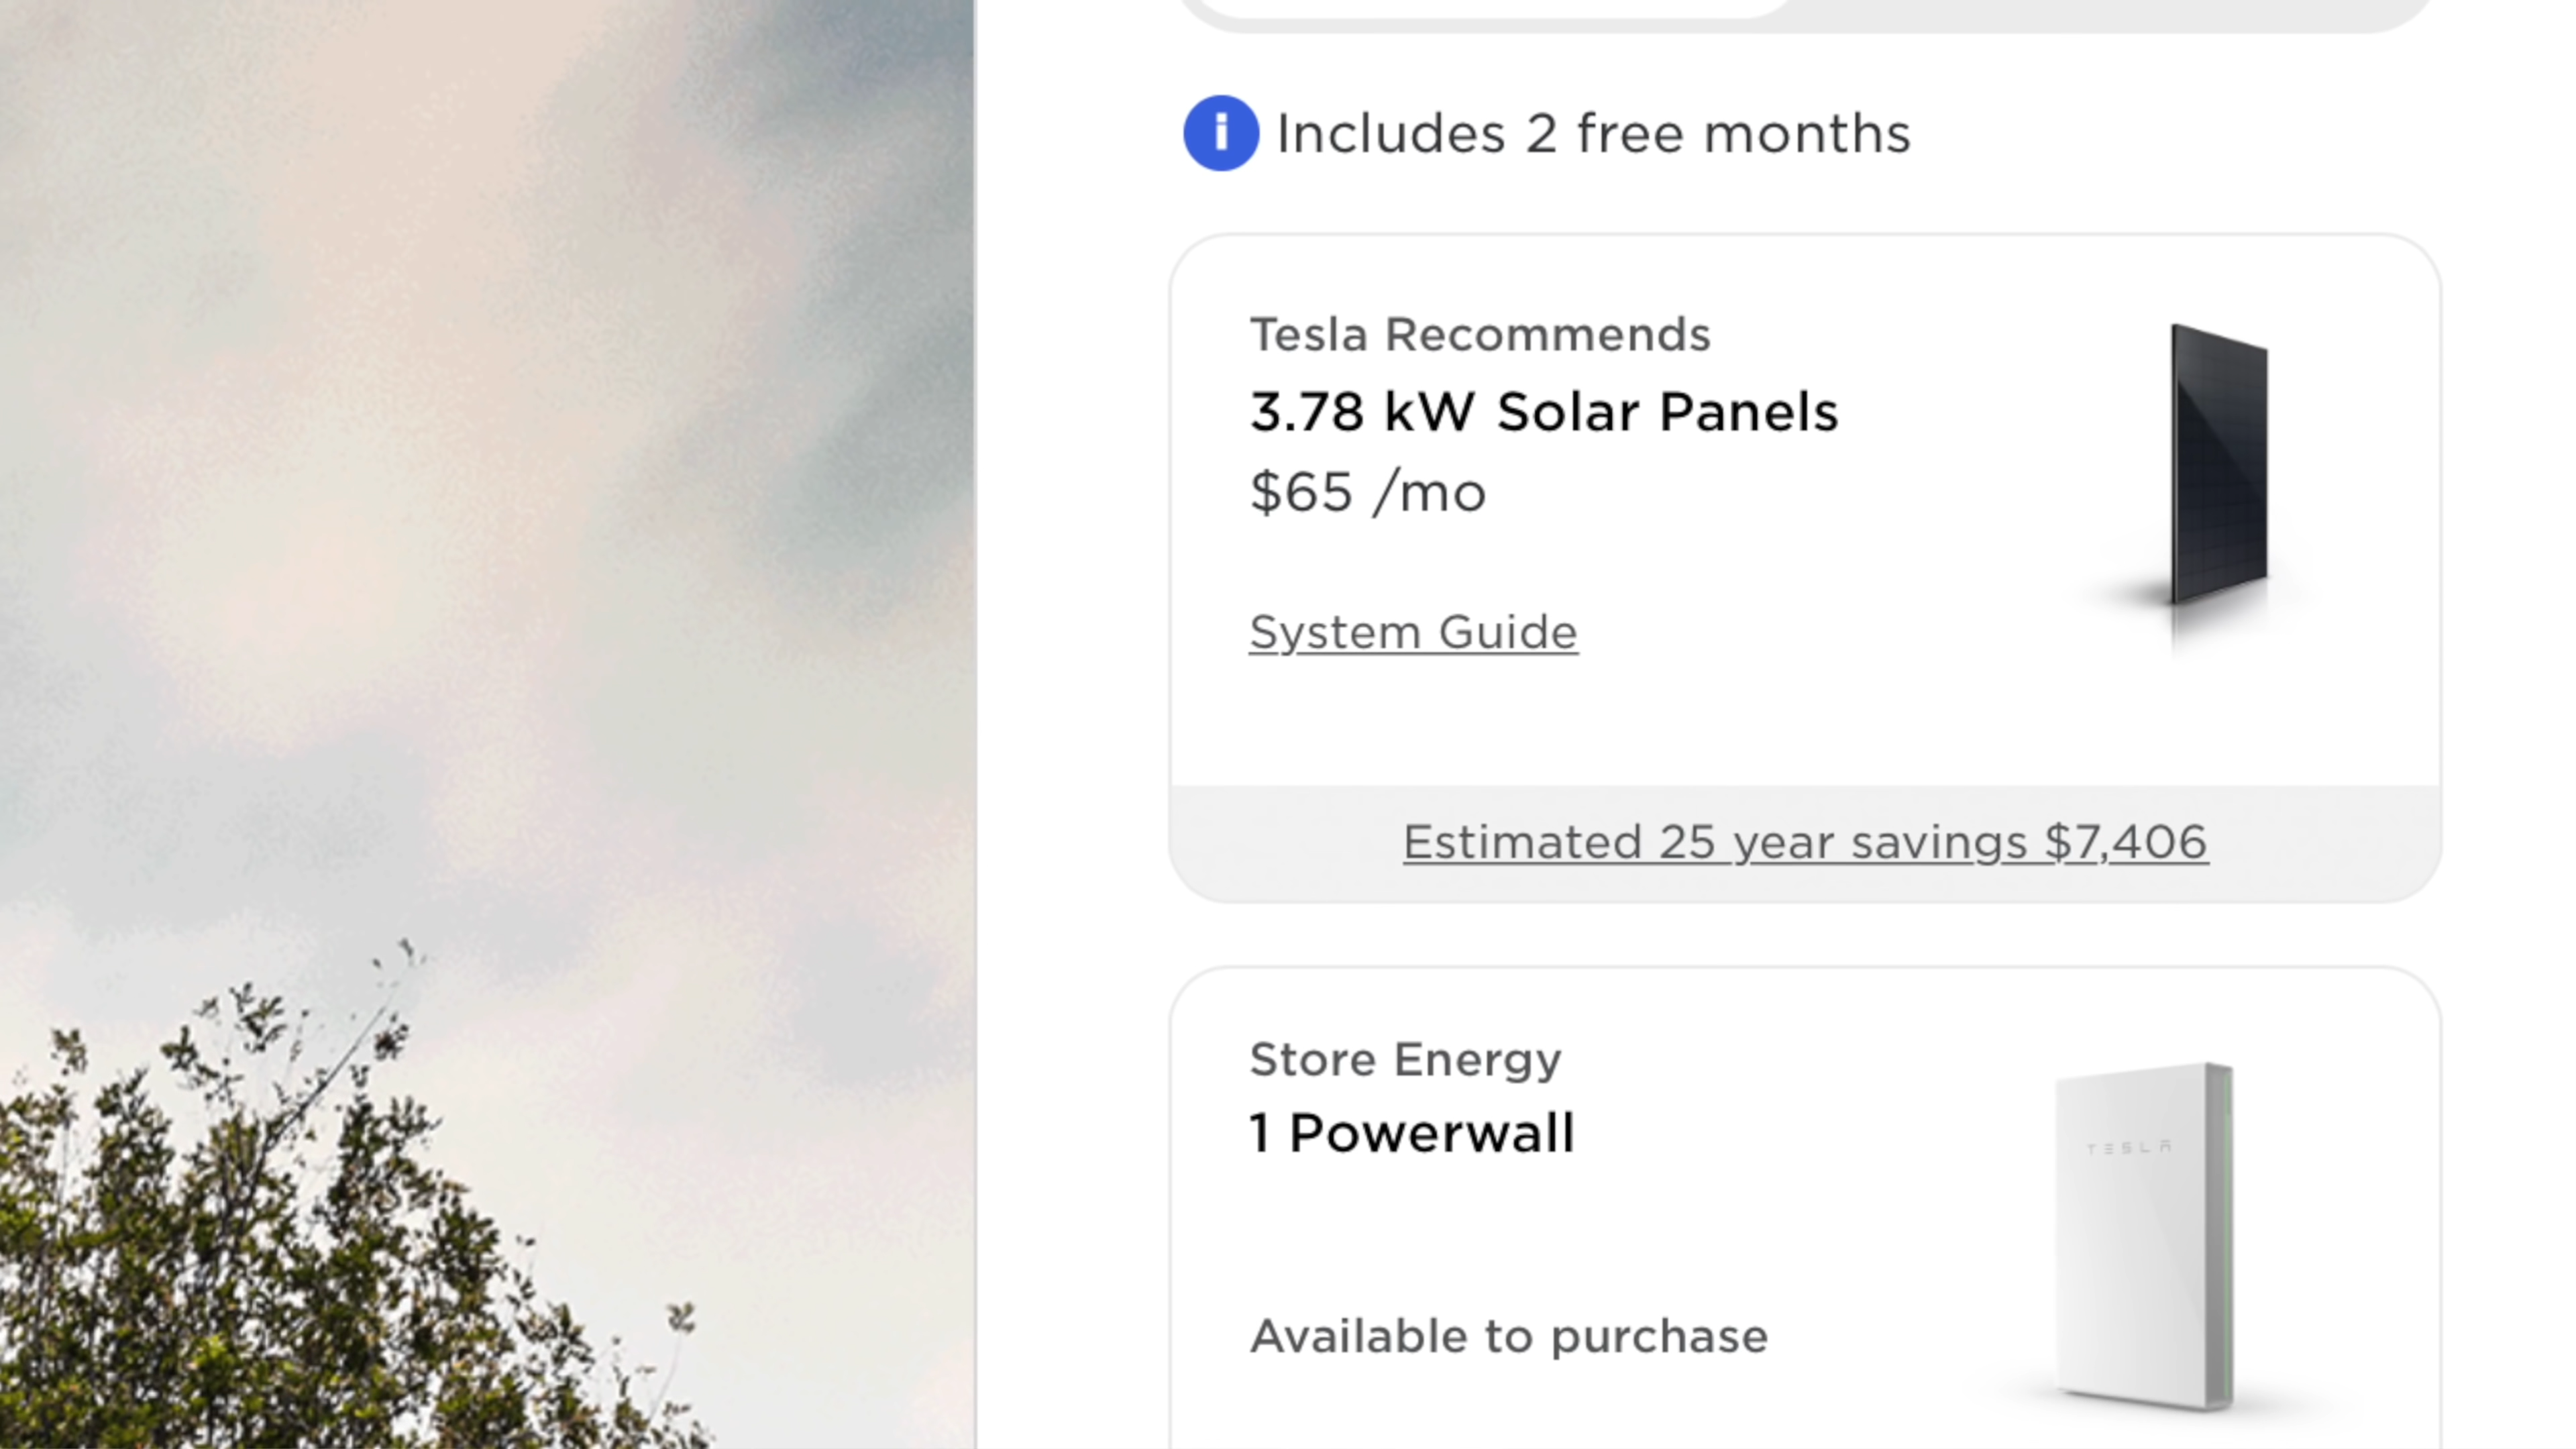 Includes 2 free months
Tesla Recommends
3.78 kW Solar Panels
$65 /mo
System Guide
Estimated 25 year savings $7,406
Store Energy
1 Powerwall
TESLA
Available to purchase